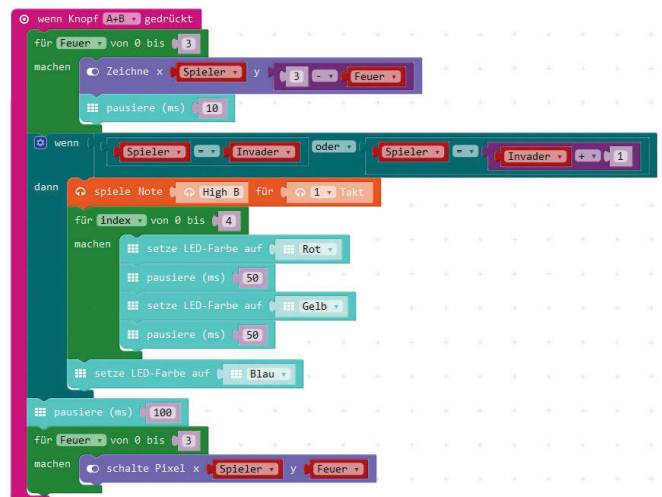 wenn Knopf A+B gedrückt
für Feuer von 0 bis 3
machen Zeichne x Spieler y 3 - Feuer
pausiere (ms) 10
wenn Spieler = Invader oder Spieler = Invader + 1
dann spiele Note High B für 1 Takt
für index von 0 bis 4
machen setze LED-Farbe auf Rot
pausiere (ms) 50
setze LED-Farbe auf Gelb
pausiere (ms) 50
setze LED-Farbe auf Blau
pausiere (ms) 100
für Feuer von 0 bis 3
machen schalte Pixel x Spieler y Feuer